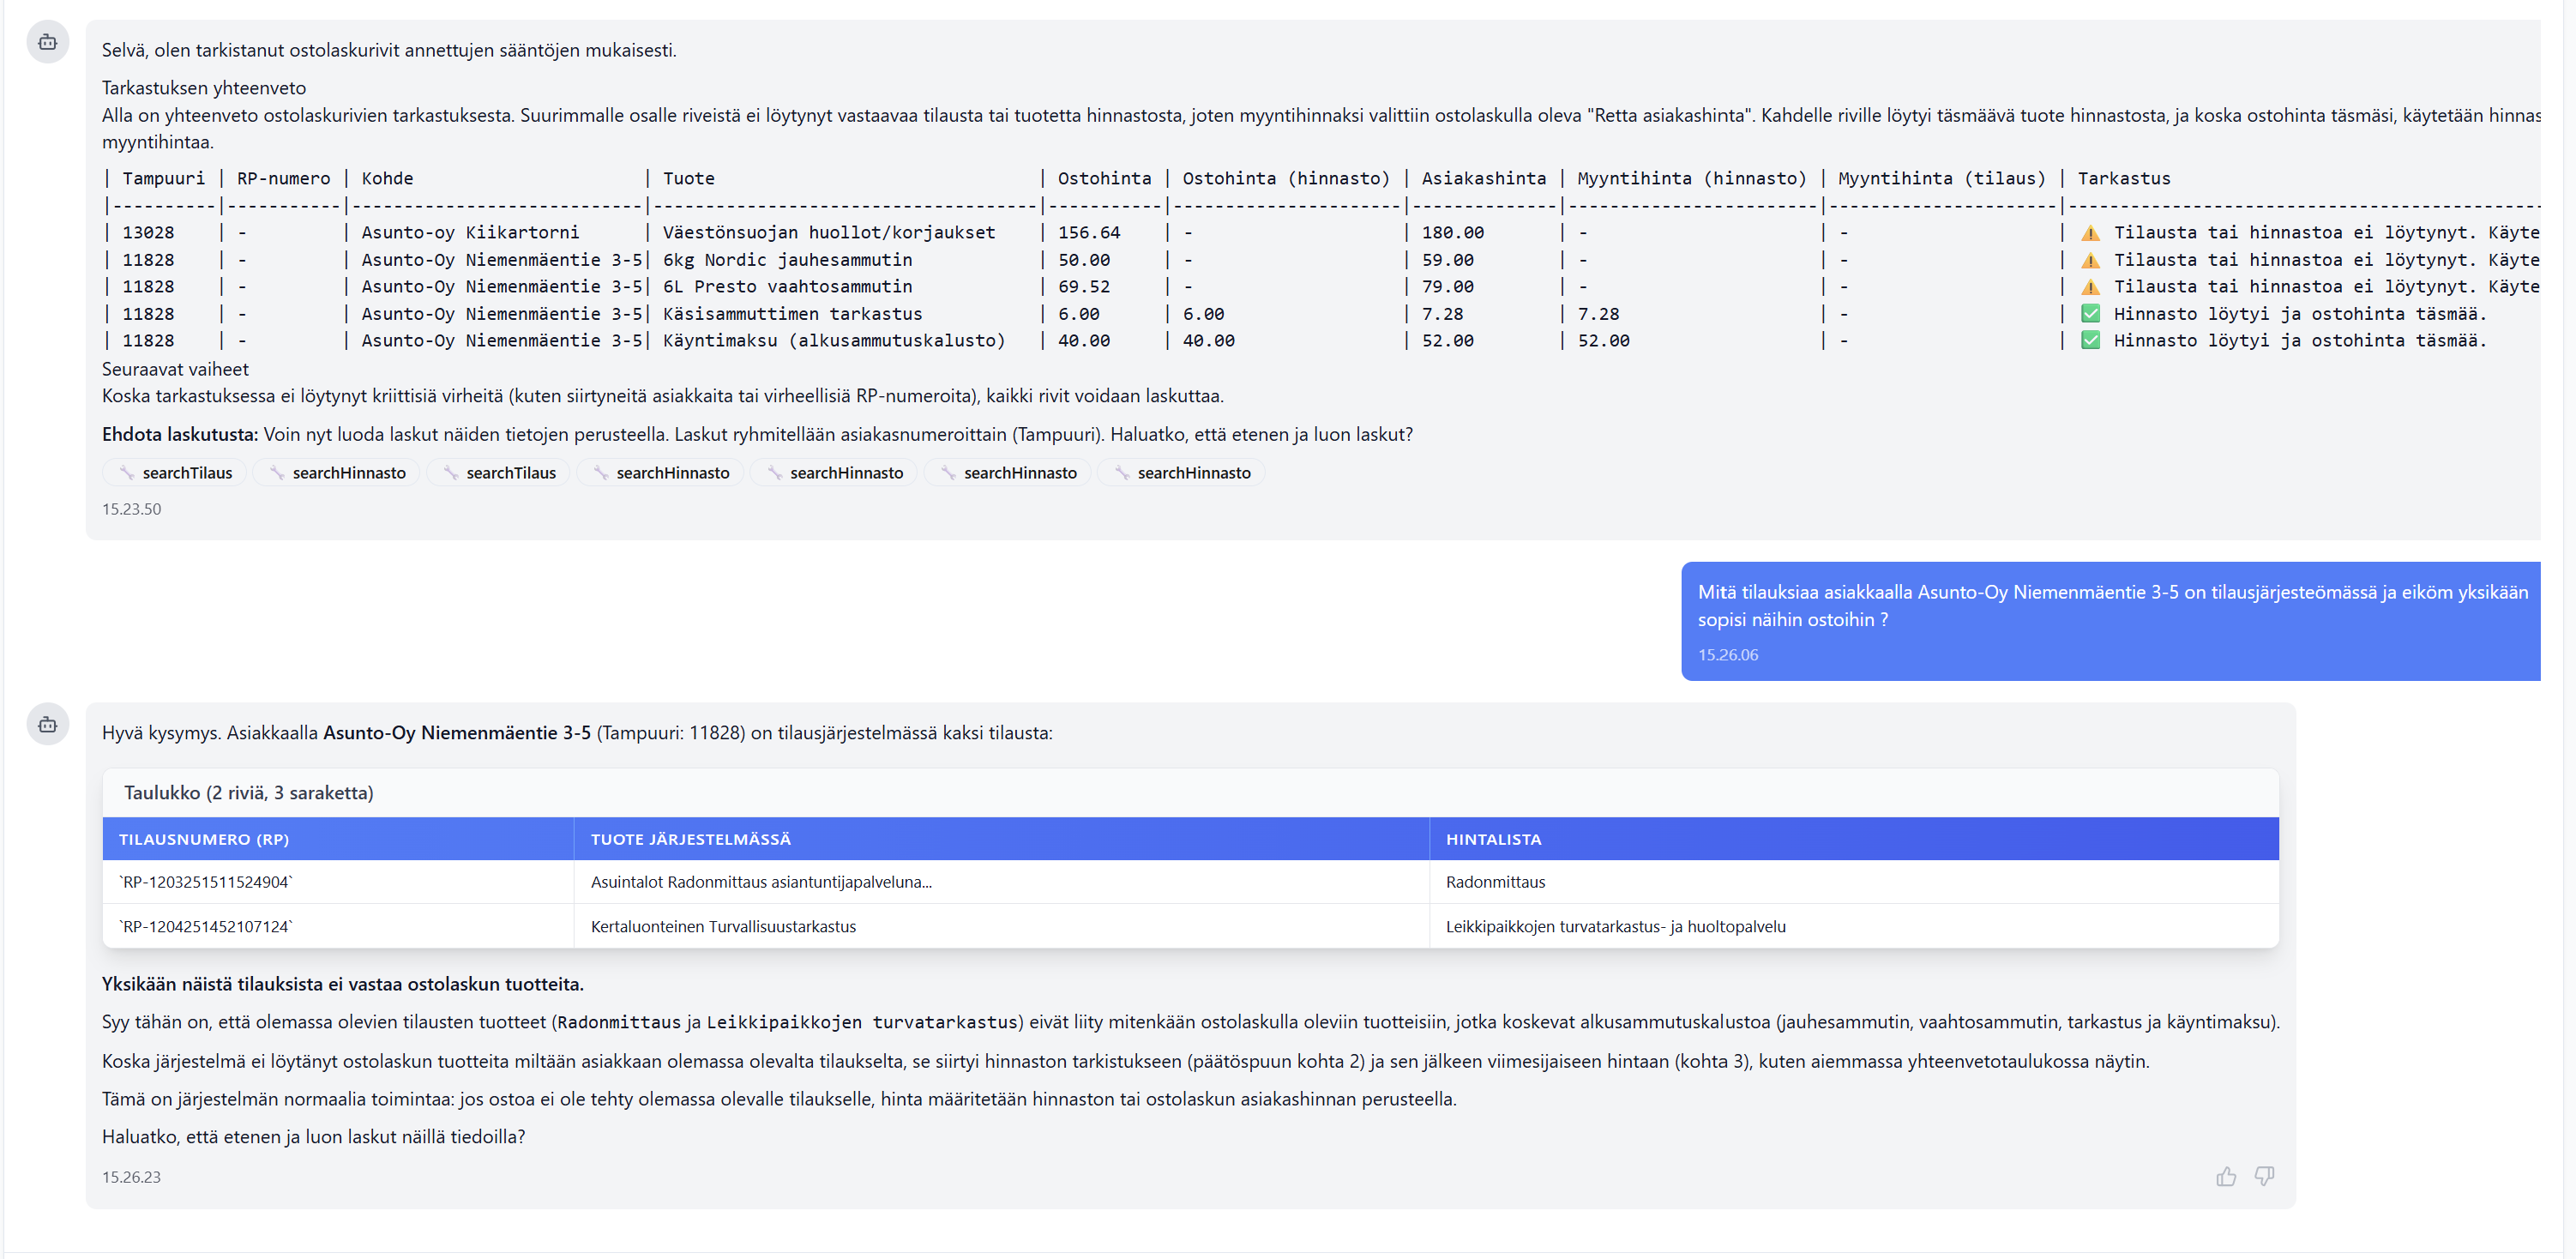 Selvä, olen tarkistanut ostolaskurivit annettujen sääntöjen mukaisesti.
Tarkastuksen yhteenveto
Alla on yhteenveto ostolaskurivien tarkastuksesta. Suurimmalle osalle riveistä ei löytynyt vastaavaa tilausta tai tuotetta hinnastosta, joten myyntihinnaksi valittiin ostolaskulla oleva "Retta asiakashinta". Kahdelle riville löytyi täsmäävä tuote hinnastosta, ja koska ostohinta täsmäsi, käytetään hinnas
myyntihintaa.
| Tampuuri | RP-numero | Kohde | Tuote | Ostohinta | Ostohinta (hinnasto) | Asiakashinta | Myyntihinta (hinnasto) | Myyntihinta (tilaus) | Tarkastus
|----------|-----------|----------------------------|-------------------------------------|-----------|----------------------|--------------|------------------------|----------------------|----------------------------------------------
| 13028 | - | Asunto-oy Kiikartorni | Väestönsuojan huollot/korjaukset | 156.64 | - | 180.00 | - | - | ⚠️ Tilausta tai hinnastoa ei löytynyt. Käyte
| 11828 | - | Asunto-Oy Niemenmäentie 3-5| 6kg Nordic jauhesammutin | 50.00 | - | 59.00 | - | - | ⚠️ Tilausta tai hinnastoa ei löytynyt. Käyte
| 11828 | - | Asunto-Oy Niemenmäentie 3-5| 6L Presto vaahtosammutin | 69.52 | - | 79.00 | - | - | ⚠️ Tilausta tai hinnastoa ei löytynyt. Käyte
| 11828 | - | Asunto-Oy Niemenmäentie 3-5| Käsisammuttimen tarkastus | 6.00 | 6.00 | 7.28 | 7.28 | - | ✅ Hinnasto löytyi ja ostohinta täsmää.
| 11828 | - | Asunto-Oy Niemenmäentie 3-5| Käyntimaksu (alkusammutuskalusto) | 40.00 | 40.00 | 52.00 | 52.00 | - | ✅ Hinnasto löytyi ja ostohinta täsmää.
Seuraavat vaiheet
Koska tarkastuksessa ei löytynyt kriittisiä virheitä (kuten siirtyneitä asiakkaita tai virheellisiä RP-numeroita), kaikki rivit voidaan laskuttaa.
Ehdota laskutusta: Voin nyt luoda laskut näiden tietojen perusteella. Laskut ryhmitellään asiakasnumeroittain (Tampuuri). Haluatko, että etenen ja luon laskut?
searchTilaus searchHinnasto searchTilaus searchHinnasto searchHinnasto searchHinnasto searchHinnasto
15.23.50
Mitä tilauksiaa asiakkaalla Asunto-Oy Niemenmäentie 3-5 on tilausjärjesteömässä ja eiköm yksikään
sopisi näihin ostoihin ?
15.26.06
Hyvä kysymys. Asiakkaalla Asunto-Oy Niemenmäentie 3-5 (Tampuuri: 11828) on tilausjärjestelmässä kaksi tilausta:
Taulukko (2 riviä, 3 saraketta)
TILAUSNUMERO (RP) TUOTE JÄRJESTELMÄSSÄ HINTALISTA
`RP-1203251511524904` Asuintalot Radonmittaus asiantuntijapalveluna... Radonmittaus
`RP-1204251452107124` Kertaluonteinen Turvallisuustarkastus Leikkipaikkojen turvatarkastus- ja huoltopalvelu
Yksikään näistä tilauksista ei vastaa ostolaskun tuotteita.
Syy tähän on, että olemassa olevien tilausten tuotteet (Radonmittaus ja Leikkipaikkojen turvatarkastus) eivät liity mitenkään ostolaskulla oleviin tuotteisiin, jotka koskevat alkusammutuskalustoa (jauhesammutin, vaahtosammutin, tarkastus ja käyntimaksu).
Koska järjestelmä ei löytänyt ostolaskun tuotteita miltään asiakkaan olemassa olevalta tilaukselta, se siirtyi hinnaston tarkistukseen (päätöspuun kohta 2) ja sen jälkeen viimesijaiseen hintaan (kohta 3), kuten aiemmassa yhteenvetotaulukossa näytin.
Tämä on järjestelmän normaalia toimintaa: jos ostoa ei ole tehty olemassa olevalle tilaukselle, hinta määritetään hinnaston tai ostolaskun asiakashinnan perusteella.
Haluatko, että etenen ja luon laskut näillä tiedoilla?
15.26.23